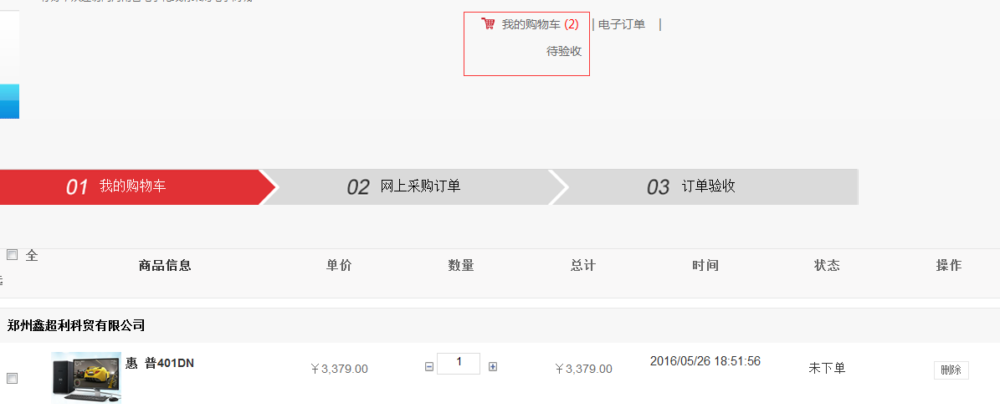 我的购物车 (2) | 电子订单 |
待验收
01 我的购物车 02 网上采购订单 03 订单验收
全
商品信息 单价 数量 总计 时间 状态 操作
郑州鑫超利科贸有限公司
惠 普401DN ￥3,379.00 1 ￥3,379.00 2016/05/26 18:51:56 未下单 删除